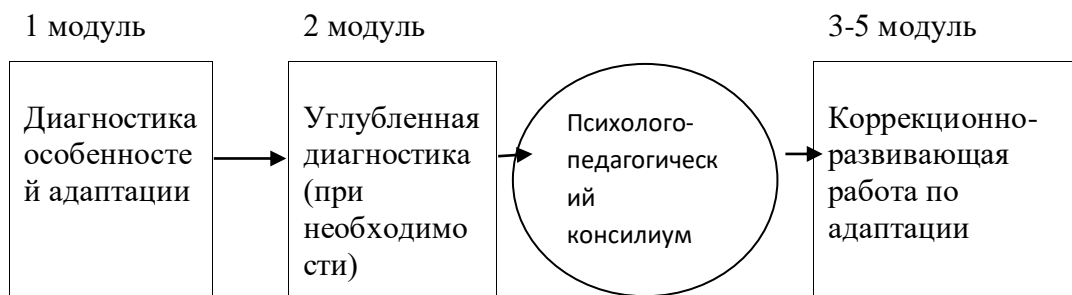 1 модуль
2 модуль
3-5 модуль
Диагностика
особенносте
й адаптации
Углубленная
диагностика
(при
необходимо
сти)
Психолого-
педагогическ
ий
консилиум
Коррекционно-
развивающая
работа по
адаптации